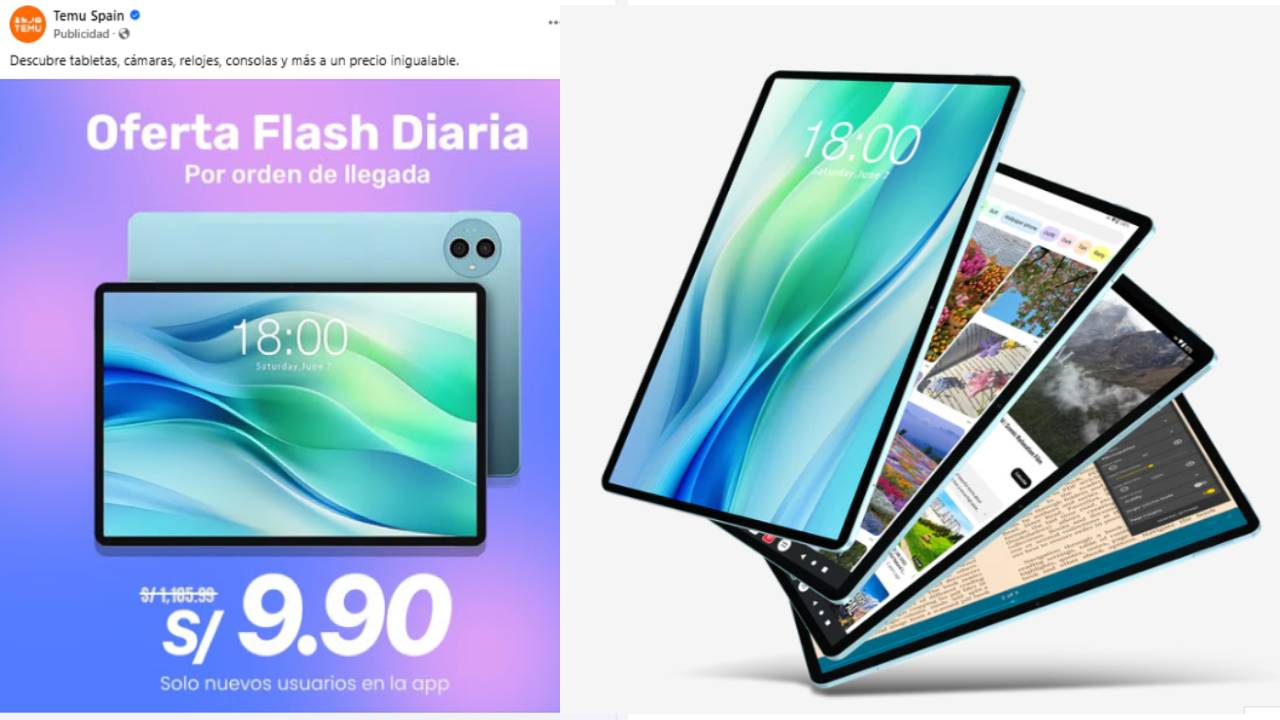 Temu Spain
Publicidad ·
TEMU
Descubre tabletas, cámaras, relojes, consolas y más a un precio inigualable.
Oferta Flash Diaria
Por orden de llegada
18:00
Saturday,June 7
S/ 1,185.99
S/ 9.90
Solo nuevos usuarios en la app
18:00
Saturday,June 7